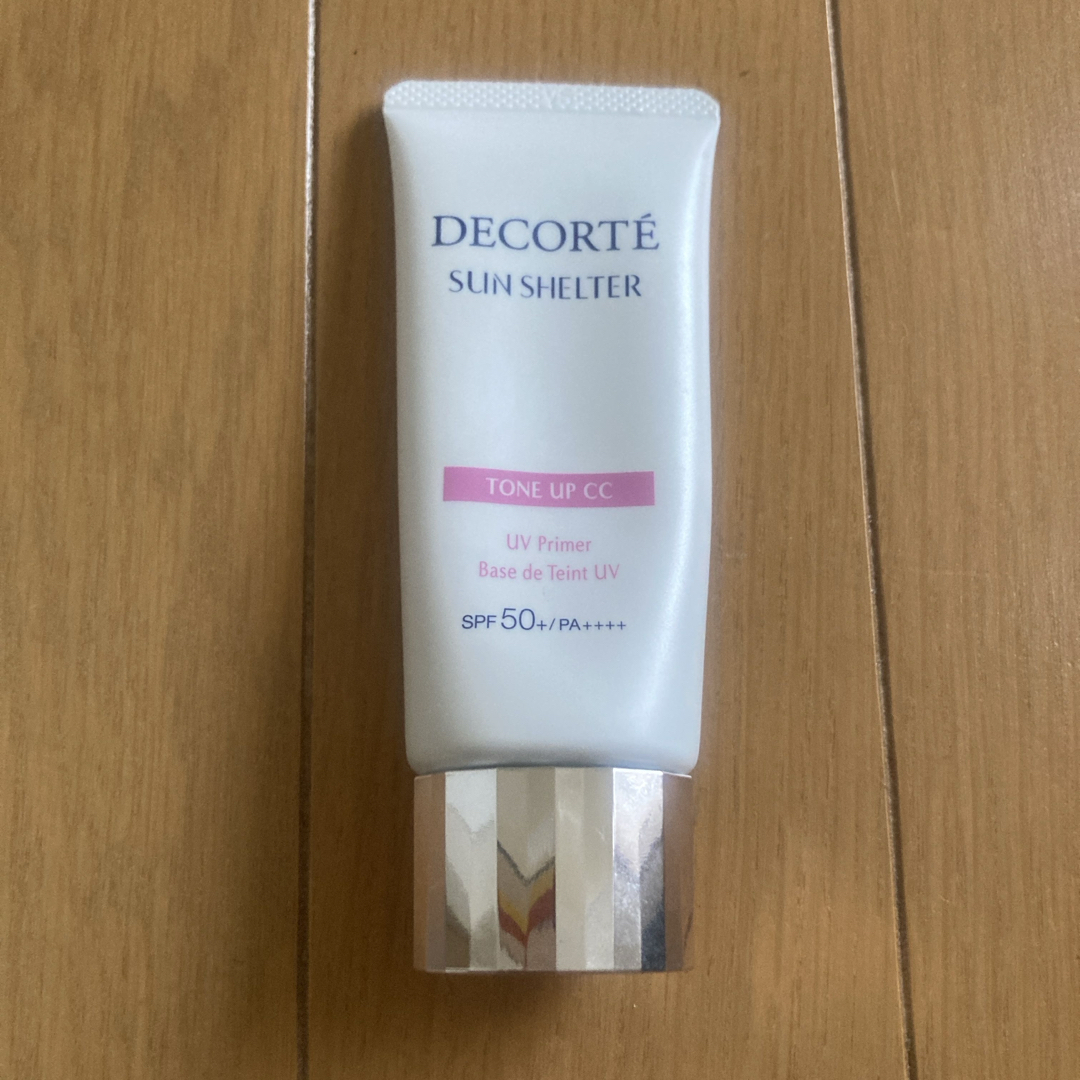 DECORTÉ
SUN SHELTER
TONE UP CC
UV Primer
Base de Teint UV
SPF 50+/PA++++